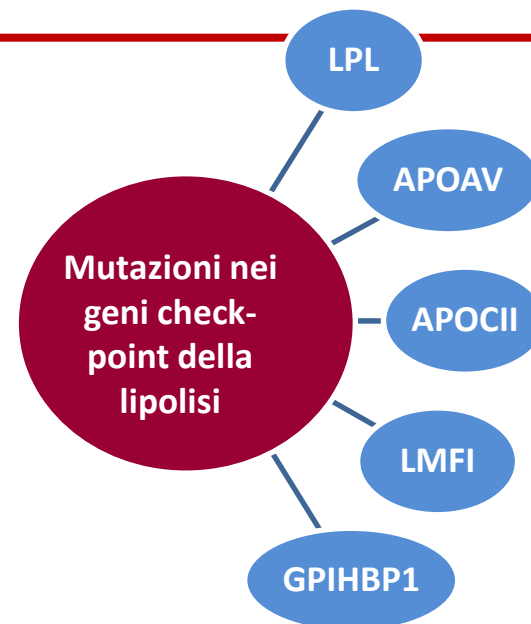 LPL
APOAV
Mutazioni nei
geni check-
point della
lipolisi
APOCII
LMFI
GPIHBP1